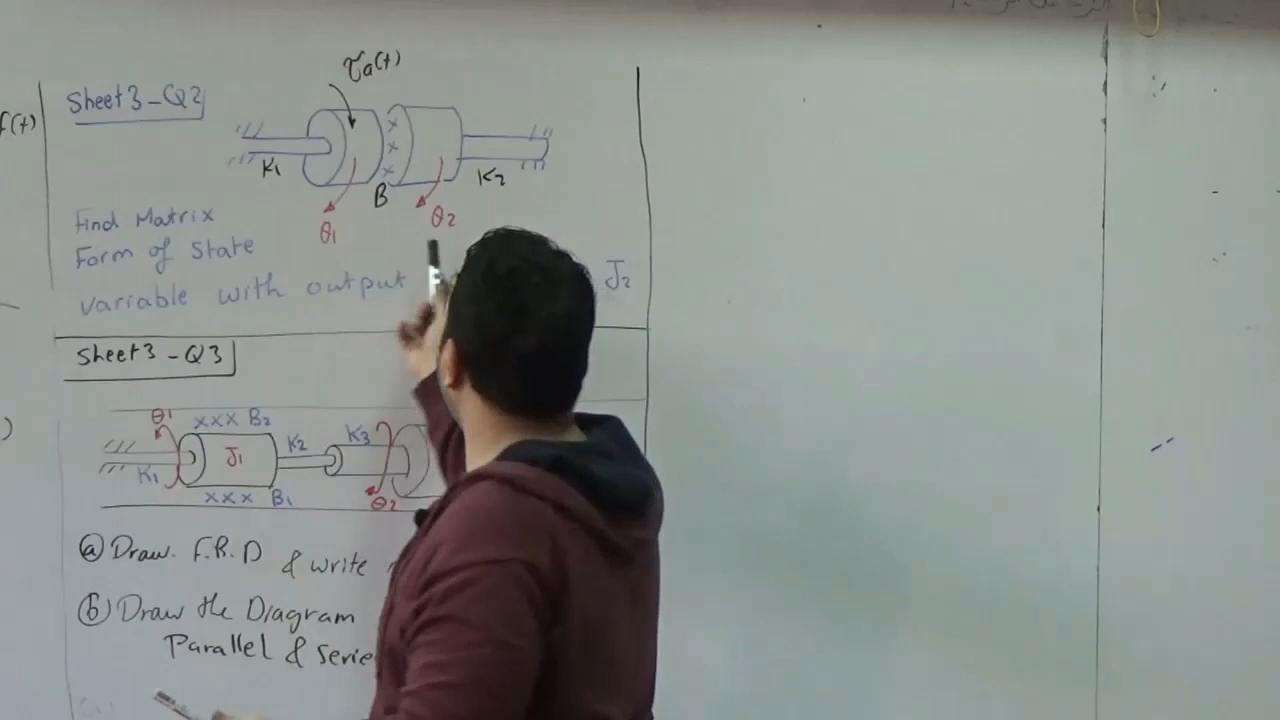 f(t)
Sheet3-Q2
τa(t)
K1
B
K2
θ1
θ2
Find Matrix
Form of State
variable with output J2
Sheet3-Q3
θ1
xxx B2
K2
K3
J1
K1
xxx B1
θ2
ⓐ Draw. F.B.D & write
ⓑ Draw the Diagram
Parallel & serie